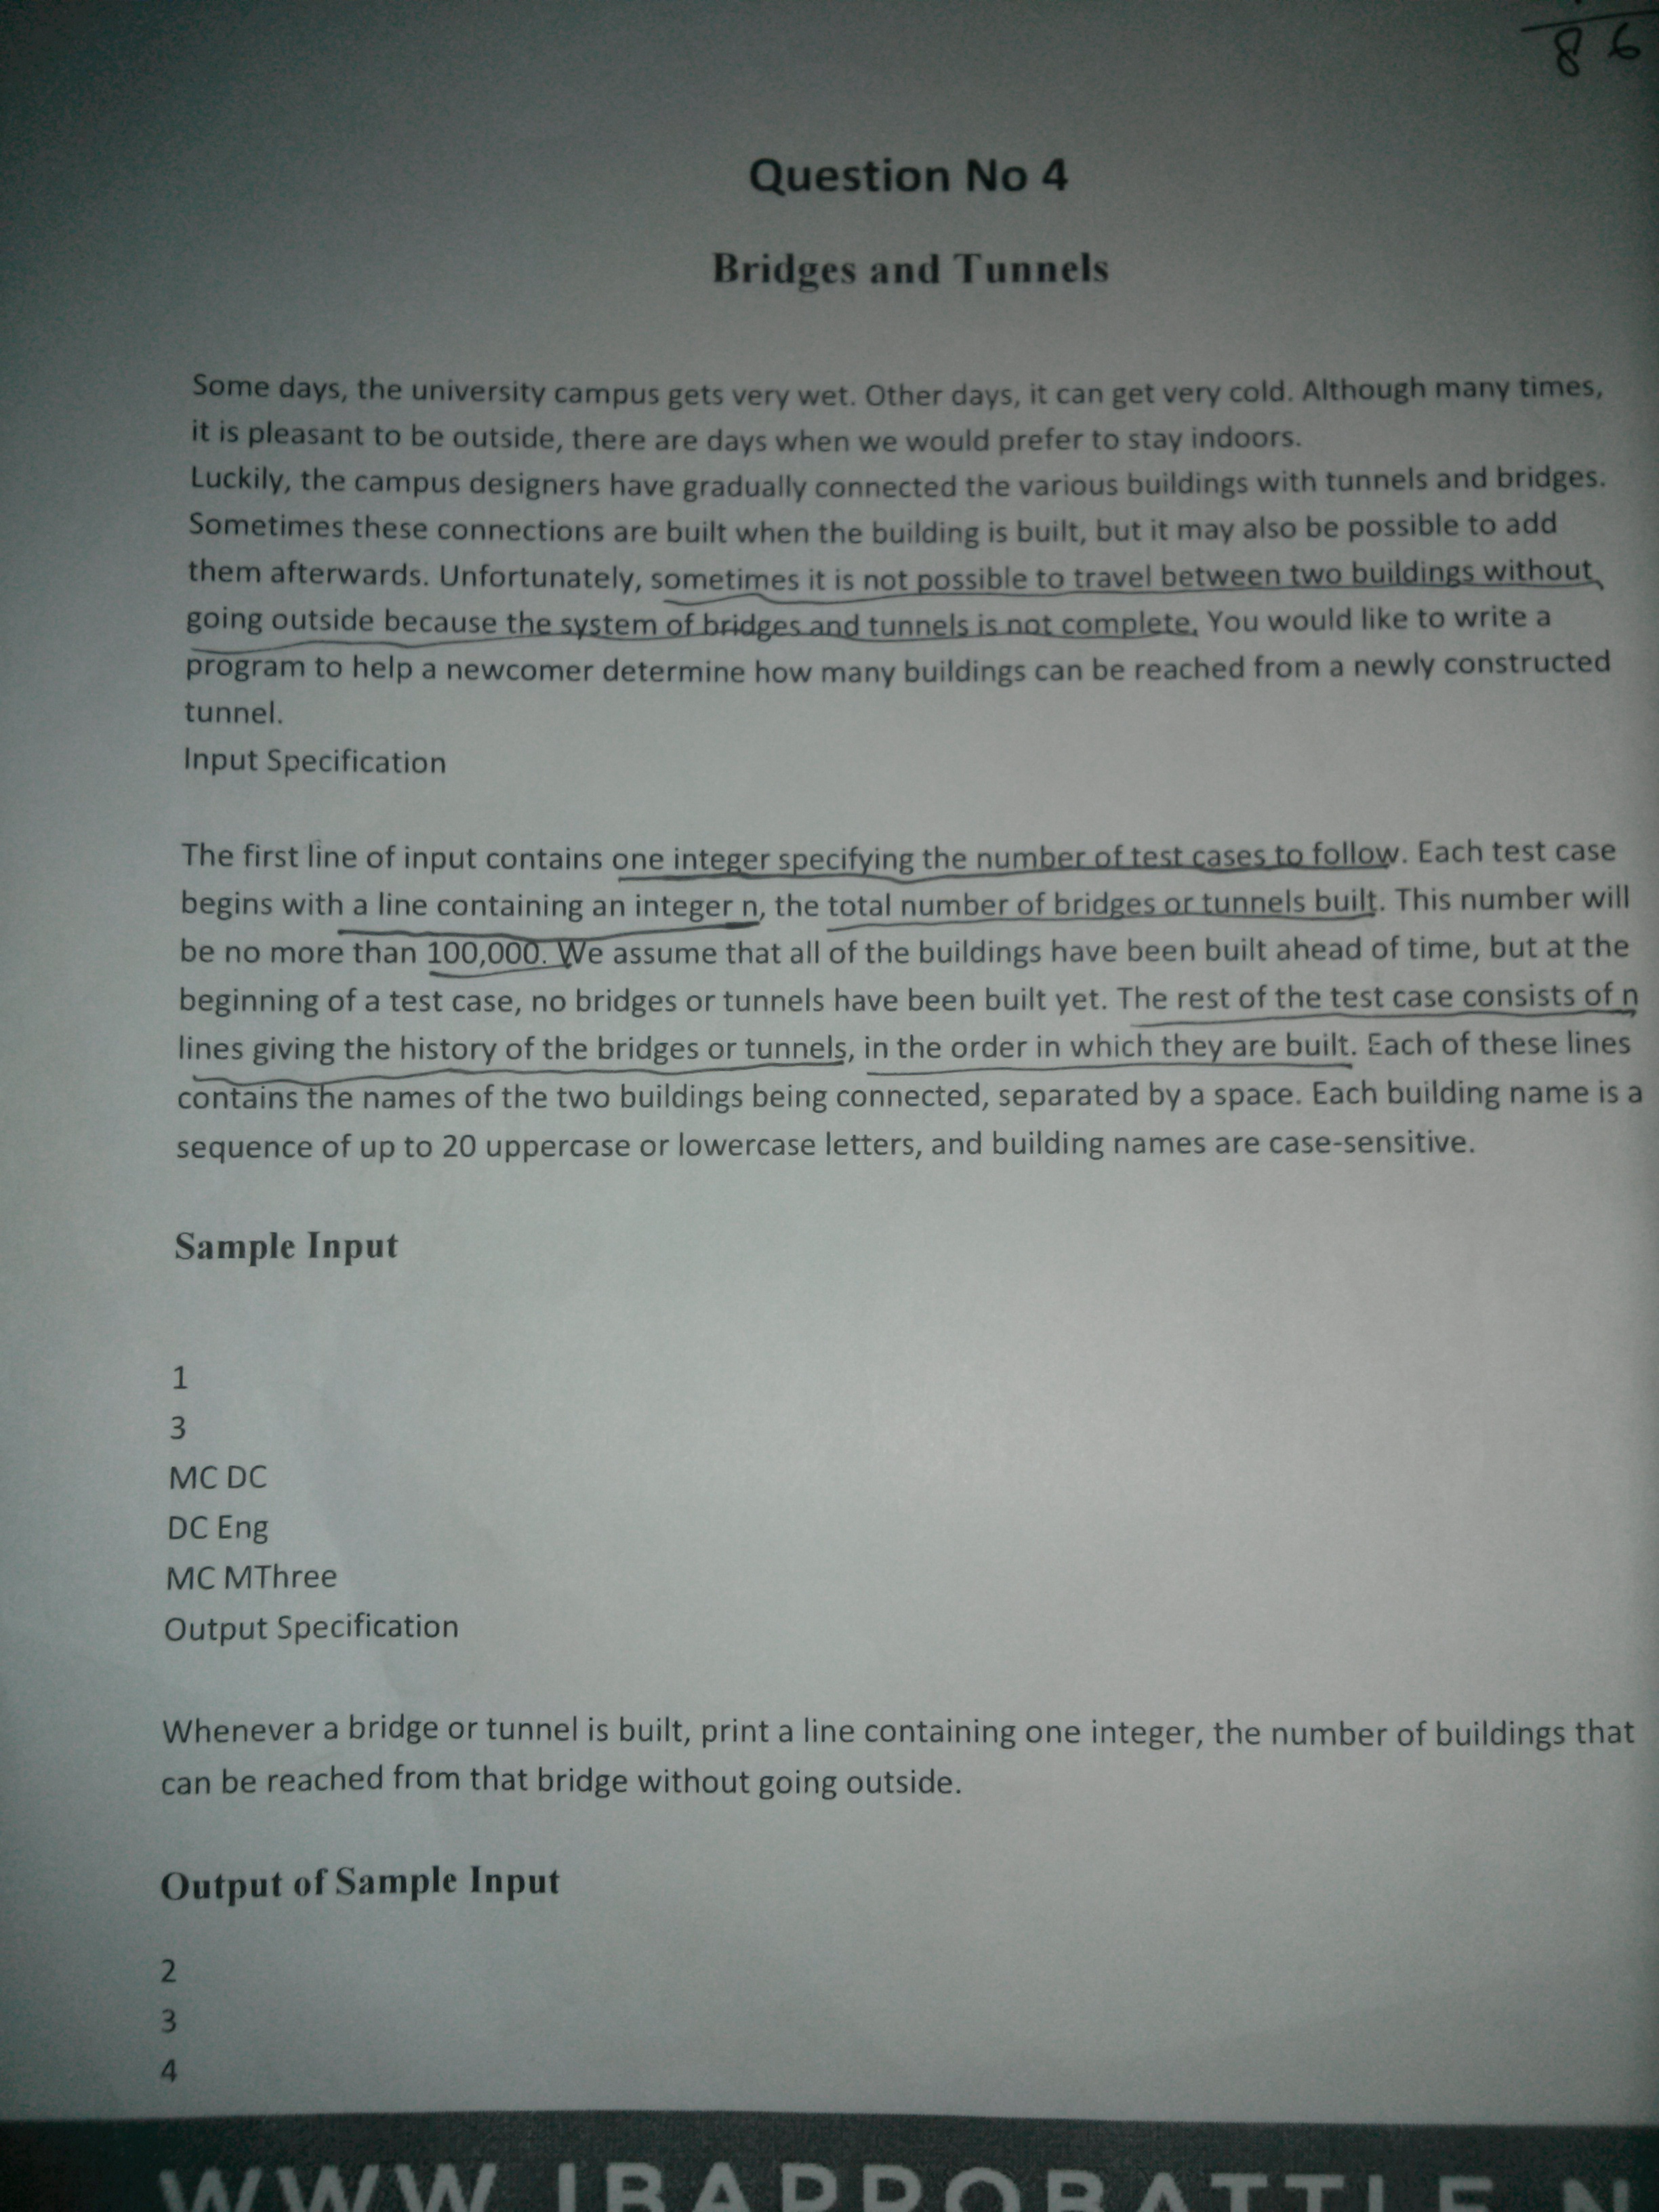 Question No 4
Bridges and Tunnels
Some days, the university campus gets very wet. Other days, it can get very cold. Although many times,
it is pleasant to be outside, there are days when we would prefer to stay indoors.
Luckily, the campus designers have gradually connected the various buildings with tunnels and bridges.
Sometimes these connections are built when the building is built, but it may also be possible to add
them afterwards. Unfortunately, sometimes it is not possible to travel between two buildings without
going outside because the system of bridges and tunnels is not complete. You would like to write a
program to help a newcomer determine how many buildings can be reached from a newly constructed
tunnel.
Input Specification
The first line of input contains one integer specifying the number of test cases to follow. Each test case
begins with a line containing an integer n, the total number of bridges or tunnels built. This number will
be no more than 100,000. We assume that all of the buildings have been built ahead of time, but at the
beginning of a test case, no bridges or tunnels have been built yet. The rest of the test case consists of n
lines giving the history of the bridges or tunnels, in the order in which they are built. Each of these lines
contains the names of the two buildings being connected, separated by a space. Each building name is a
sequence of up to 20 uppercase or lowercase letters, and building names are case-sensitive.
Sample Input
1
3
MC DC
DC Eng
MC MThree
Output Specification
Whenever a bridge or tunnel is built, print a line containing one integer, the number of buildings that
can be reached from that bridge without going outside.
Output of Sample Input
2
3
4